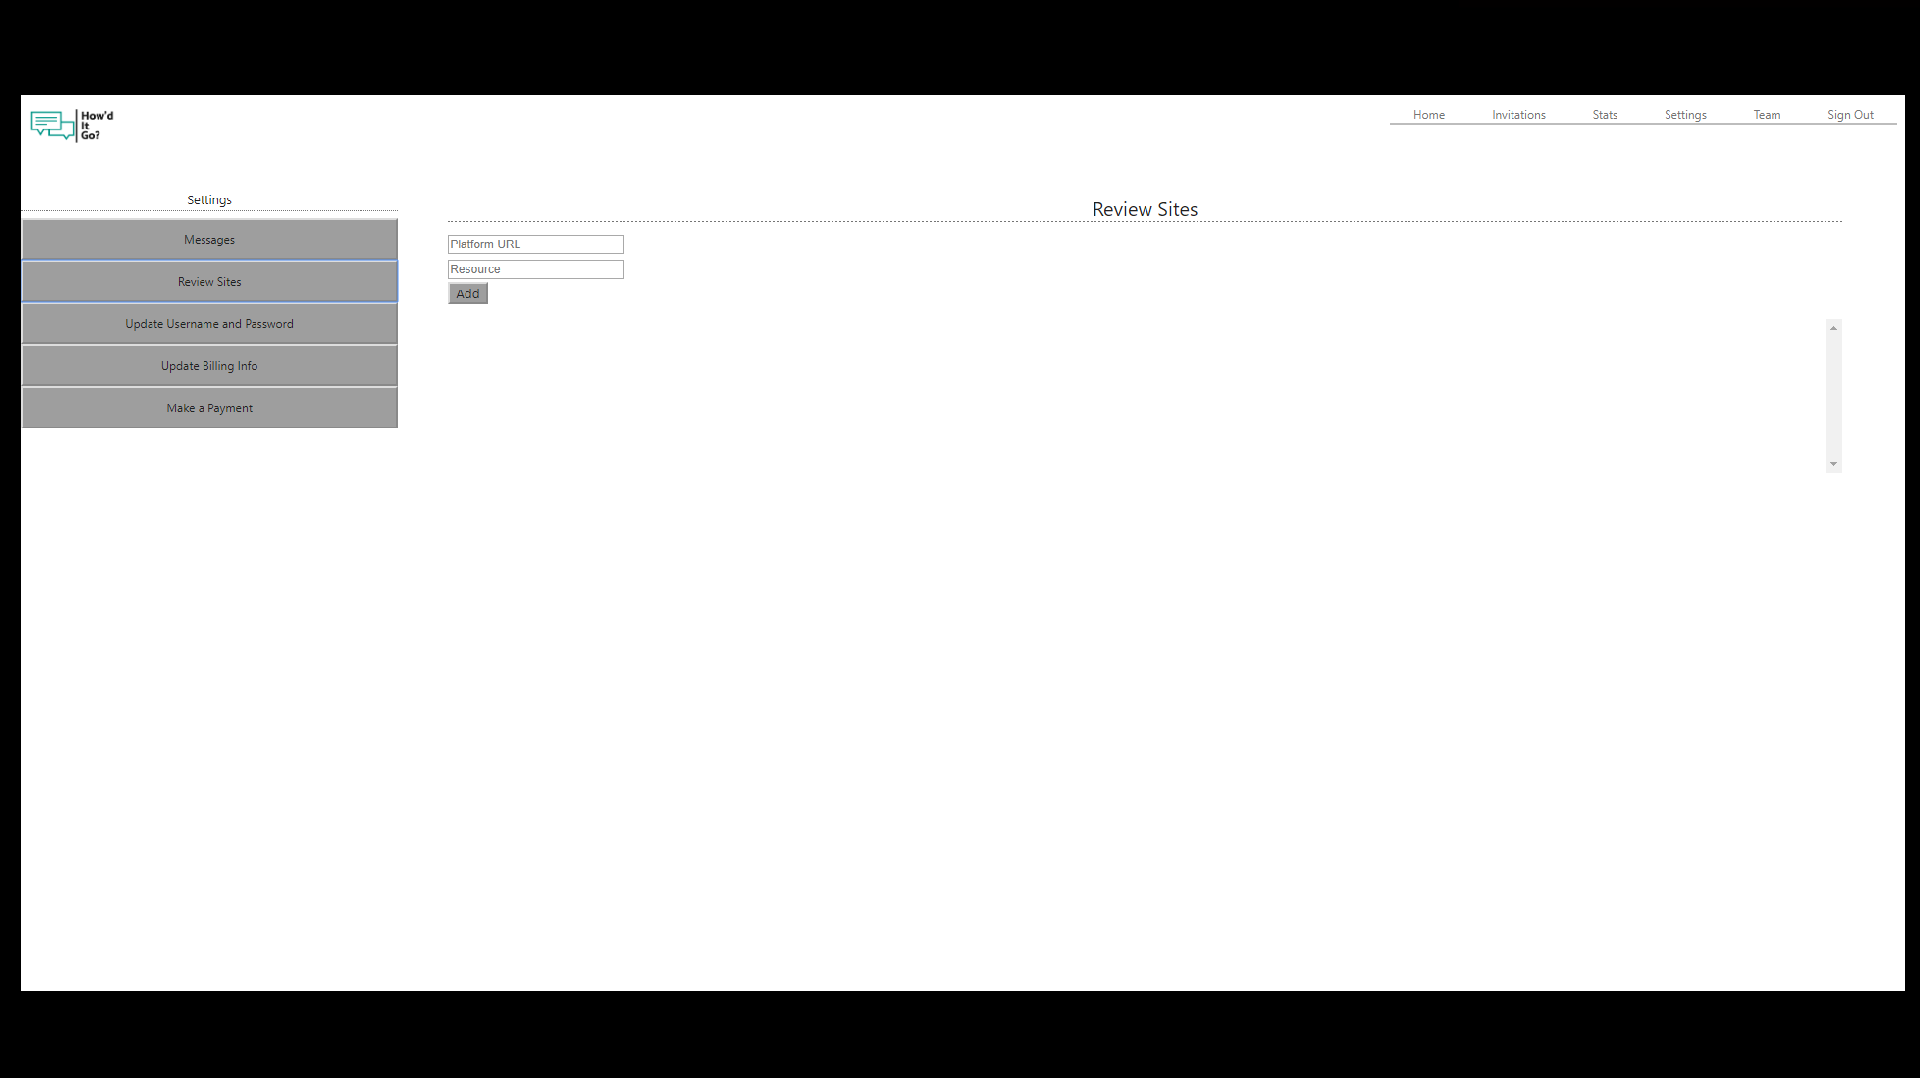 How'd
It
Go?
Home Invitations Stats Settings Team Sign Out
Settings
Messages
Review Sites
Update Username and Password
Update Billing Info
Make a Payment
Review Sites
Platform URL
Resource
Add